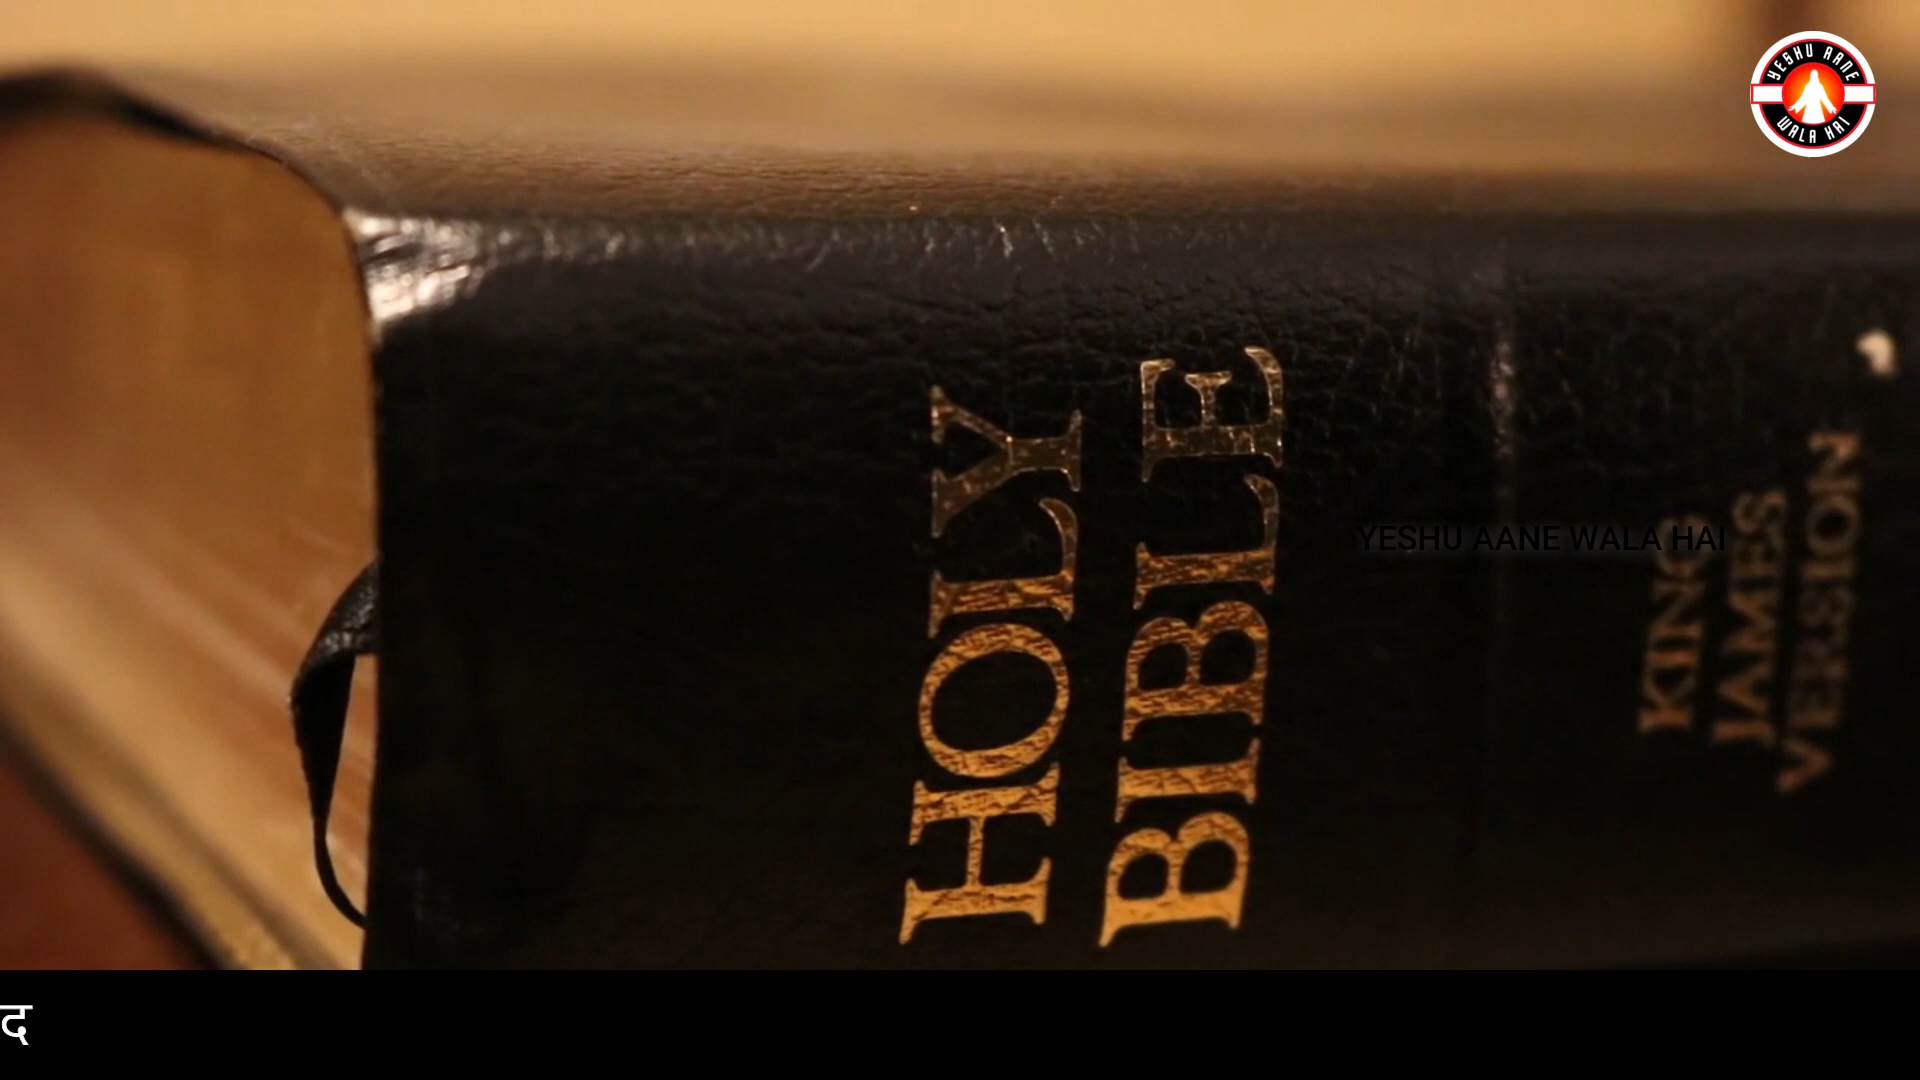 YESHU AANE
WALA HAI
HOLY
BIBLE
YESHU AANE WALA HAI
KING
JAMES
VERSION
द